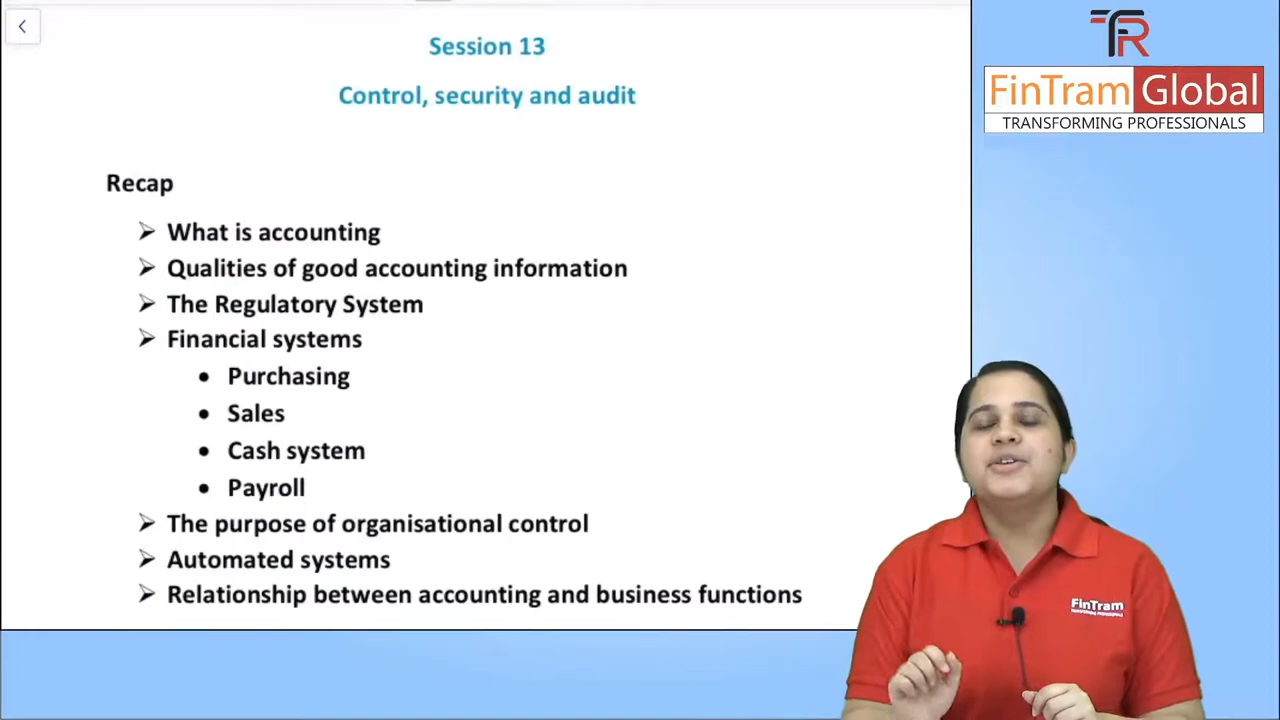 Session 13
Control, security and audit
Recap
What is accounting
Qualities of good accounting information
The Regulatory System
Financial systems
Purchasing
Sales
Cash system
Payroll
The purpose of organisational control
Automated systems
Relationship between accounting and business functions
FinTram Global
TRANSFORMING PROFESSIONALS
FinTram
TRANSFORMING PROFESSIONALS